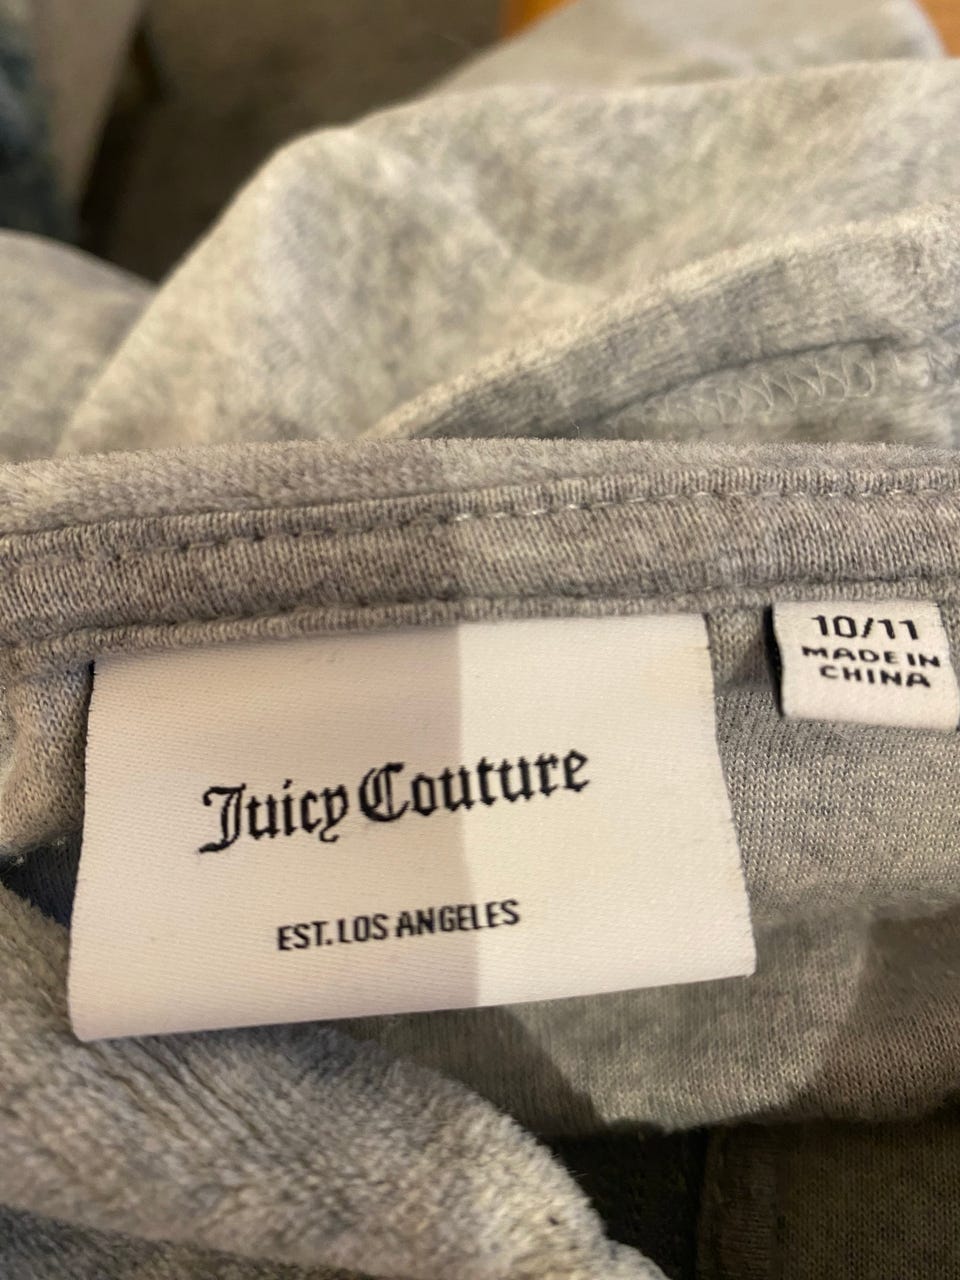 Juicy Couture
EST. LOS ANGELES
10/11
MADE IN
CHINA